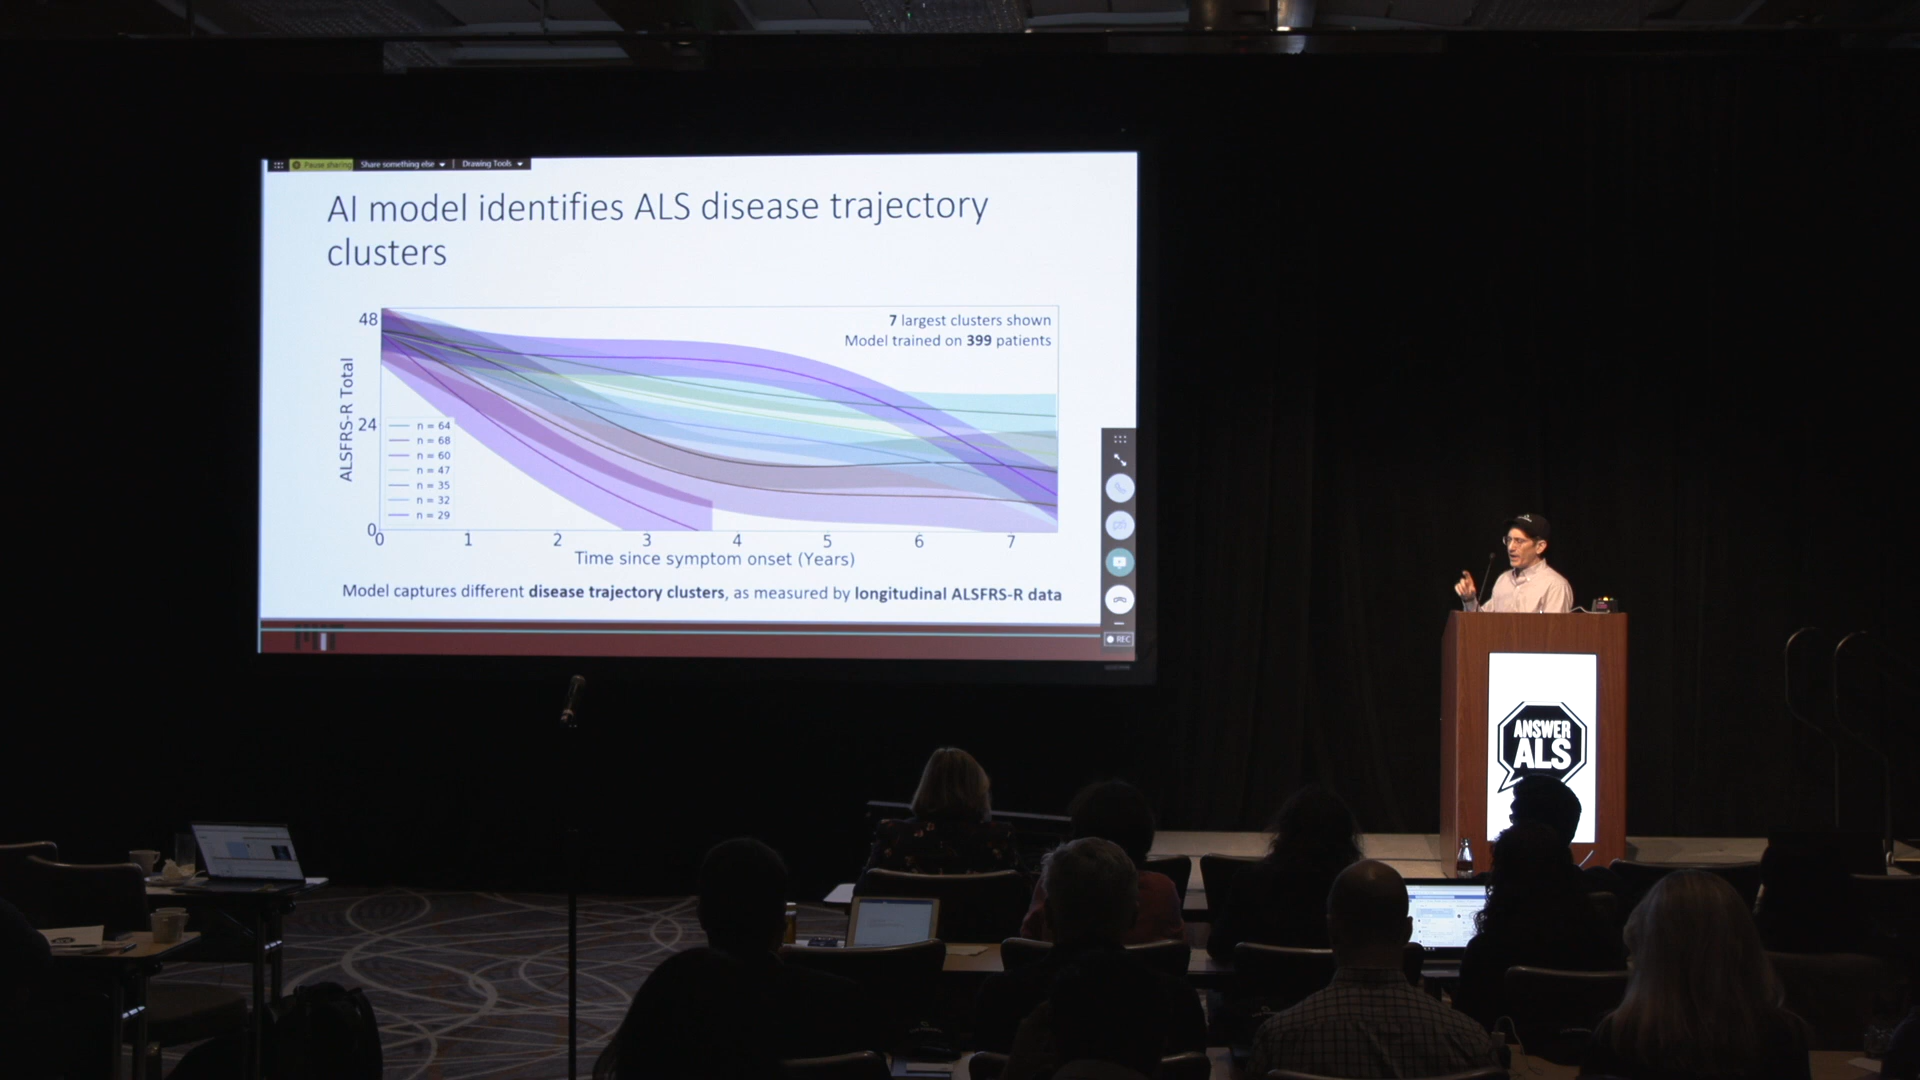 Pause sharing Share something else Drawing Tools
AI model identifies ALS disease trajectory
clusters
7 largest clusters shown
Model trained on 399 patients
ALSFRS-R Total
48
24
0
n = 64
n = 68
n = 60
n = 47
n = 35
n = 32
n = 29
0 1 2 3 4 5 6 7
Time since symptom onset (Years)
Model captures different disease trajectory clusters, as measured by longitudinal ALSFRS-R data
REC
ANSWER
ALS